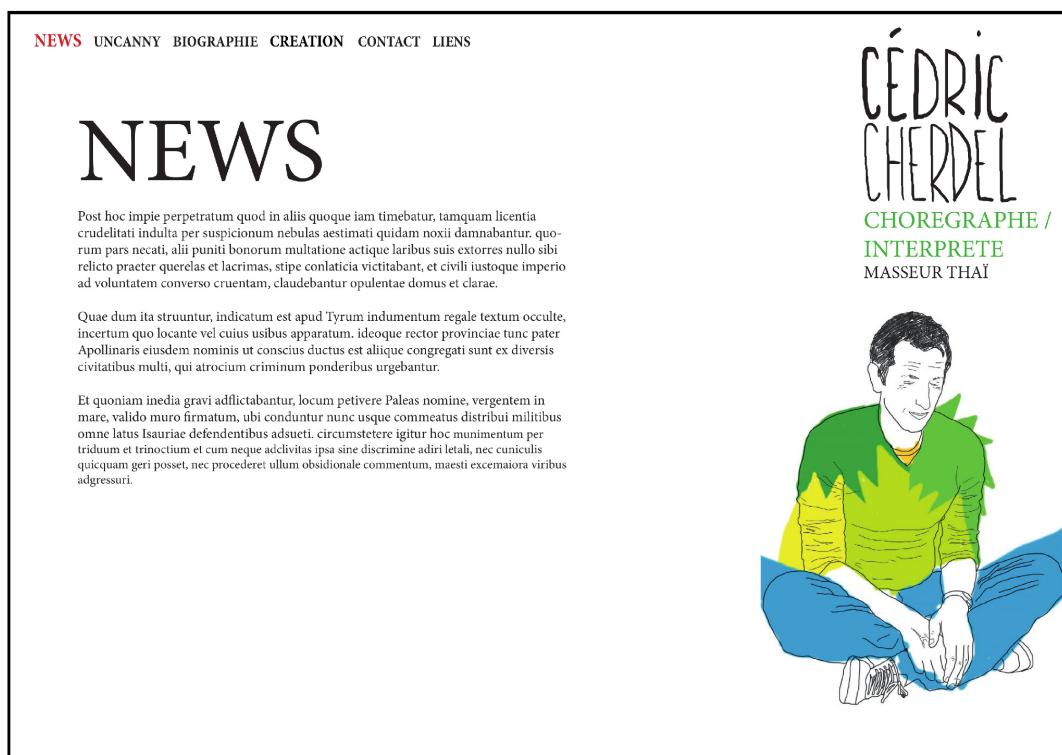 NEWS UNCANNY BIOGRAPHIE CREATION CONTACT LIENS
NEWS
Post hoc impie perpetratum quod in aliis quoque iam timebatur, tamquam licentia
crudelitati indulta per suspicionum nebulas aestimati quidam noxii damnabantur. quo-
rum pars necati, alii puniti bonorum multatione actique laribus suis extorres nullo sibi
relicto praeter querelas et lacrimas, stipe conlaticia victitabant, et civili iustoque imperio
ad voluntatem converso cruentam, claudebantur opulentae domus et clarae.
Quae dum ita struuntur, indicatum est apud Tyrum indumentum regale textum occulte,
incertum quo locante vel cuius usibus apparatum. ideoque rector provinciae tunc pater
Apollinaris eiusdem nominis ut conscius ductus est aliique congregati sunt ex diversis
civitatibus multi, qui atrocium criminum ponderibus urgebantur.
Et quoniam inedia gravi adflictabantur, locum petivere Paleas nomine, vergentem in
mare, valido muro firmatum, ubi conduntur nunc usque commeatus distribui militibus
omne latus Isauriae defendentibus adsueti. circumstetere igitur hoc munimentum per
triduum et trinoctium et cum neque adclivitas ipsa sine discrimine adiri letali, nec cuniculis
quicquam geri posset, nec procederet ullum obsidionale commentum, maesti excemaiora viribus
adgressuri.
CÉDRIC
CHERDEL
CHOREGRAPHE /
INTERPRETE
MASSEUR THAÏ